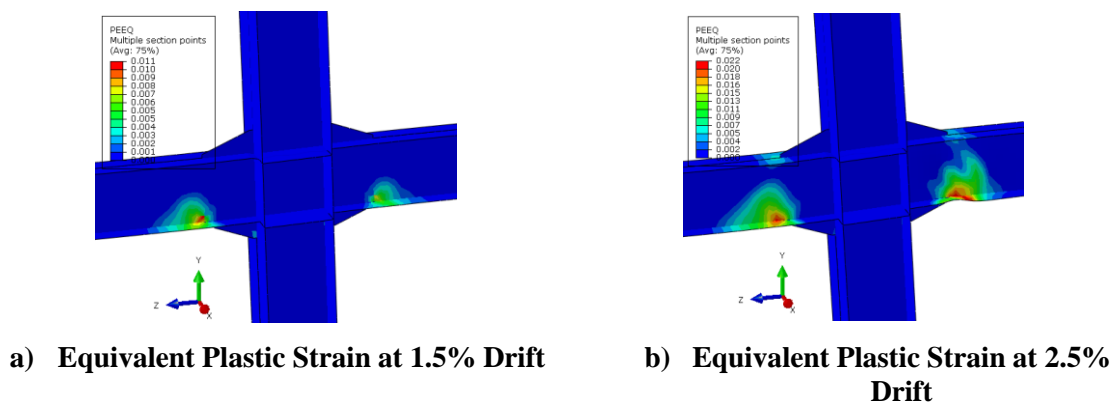 PEEQ
Multiple section points
(Avg: 75%)
0.011
0.010
0.009
0.008
0.007
0.006
0.005
0.004
0.003
0.002
0.001
Y
Z
X
a) Equivalent Plastic Strain at 1.5% Drift
PEEQ
Multiple section points
(Avg: 75%)
0.022
0.020
0.018
0.016
0.015
0.013
0.011
0.009
0.007
0.005
0.004
0.002
Y
Z
X
b) Equivalent Plastic Strain at 2.5%
Drift